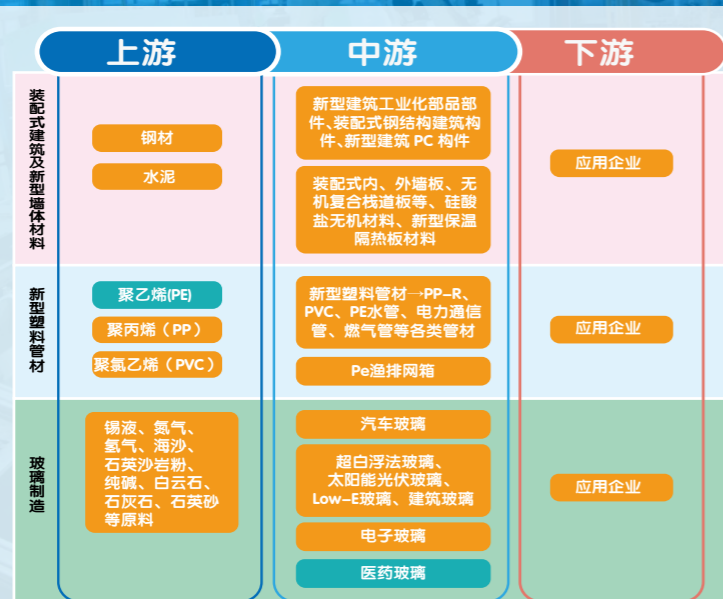 上游
中游
下游
装配式建筑及新型墙体材料
钢材
水泥
新型建筑工业化部品部
件、装配式钢结构建筑构
件、新型建筑 PC 构件
装配式内、外墙板、无
机复合栈道板等、硅酸
盐无机材料、新型保温
隔热板材料
应用企业
新型塑料管材
聚乙烯(PE)
聚丙烯（PP）
聚氯乙烯（PVC）
新型塑料管材→PP-R、
PVC、PE水管、电力通信
管、燃气管等各类管材
Pe渔排网箱
应用企业
玻璃制造
锡液、氮气、
氢气、海沙、
石英沙岩粉、
纯碱、白云石、
石灰石、石英砂
等原料
汽车玻璃
超白浮法玻璃、
太阳能光伏玻璃、
Low-E玻璃、建筑玻璃
电子玻璃
医药玻璃
应用企业